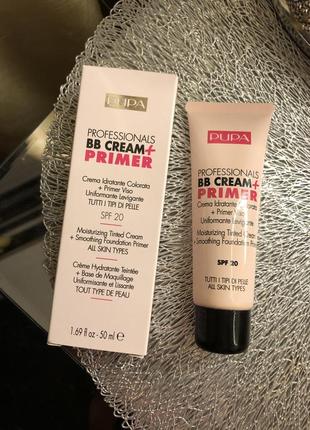 PUPA
PROFESSIONALS
BB CREAM+
PRIMER
Crema Idratante Colorata
+ Primer Viso
Uniformante Levigante
TUTTI I TIPI DI PELLE
SPF 20
Moisturizing Tinted Cream
+ Smoothing Foundation Primer
ALL SKIN TYPES
Crème Hydratante Teintée
+ Base de Maquillage
Uniformisante et Lissante
TOUT TYPE DE PEAU
1.69 fl oz - 50 ml ℮
PUPA
PROFESSIONALS
BB CREAM+
PRIMER
Crema Idratante Colorata
+ Primer Viso
Uniformante Levigante
Moisturizing Tinted Cream
+ Smoothing Foundation Primer
SPF 20
TUTTI I TIPI DI PELLE
ALL SKIN TYPES